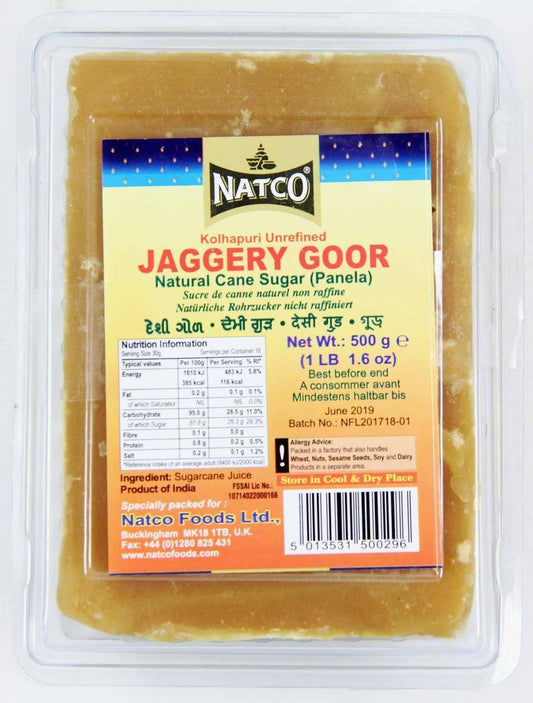 NATCO®
Kolhapuri Unrefined
JAGGERY GOOR
Natural Cane Sugar (Panela)
Sucre de canne naturel non raffine
Natürliche Rohrzucker nicht raffiniert
દેશી ગોળ • ਦੇਸੀ ਗੁੜ • देसी गुड़ • গূড়
Nutrition Information
Serving Size 30g Servings per Container 16
Typical values Per 100g Per Serving % RI*
Energy 1610 kJ 483 kJ 5.8%
385 kcal 116 kcal
Fat 0.2 g 0.1 g 0.1%
of which Saturates NIL NIL 0.0%
Carbohydrate 95.0 g 28.5 g 11.0%
of which Sugar 87.8 g 26.3 g 29.3%
Fibre 0.1 g 0.0 g
Protein 0.8 g 0.2 g 0.5%
Salt 0.2 g 0.1 g 1.2%
*Reference intake of an average adult (8400 kJ/2000 kcal)
Net Wt.: 500 g e
(1 LB 1.6 oz)
Best before end
A consommer avant
Mindestens haltbar bis
June 2019
Batch No.: NFL201718-01
! Allergy Advice:
Packed in a factory that also handles
Wheat, Nuts, Sesame Seeds, Soy and Dairy
Products in a separate area.
Store in Cool & Dry Place
Ingredient: Sugarcane Juice
Product of India
FSSAI Lic No.:
10714022000166
Specially packed for :
Natco Foods Ltd.,
Buckingham MK18 1TB, U.K.
Fax: +44 (0)1280 825 431
www.natcofoods.com
5 013531 500296 >